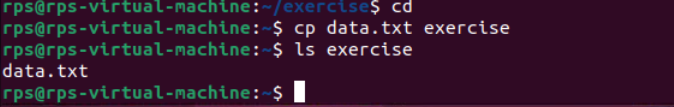 rps@rps-virtual-machine:~/exercise$ cd
rps@rps-virtual-machine:~$ cp data.txt exercise
rps@rps-virtual-machine:~$ ls exercise
data.txt
rps@rps-virtual-machine:~$